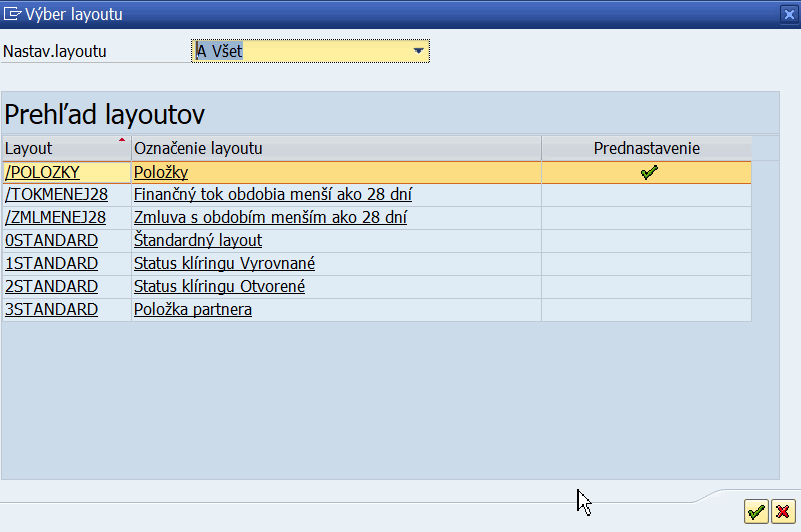 Výber layoutu
Nastav.layoutu A Všet
Prehľad layoutov
Layout Označenie layoutu Prednastavenie
/POLOZKY Položky
/TOKMENEJ28 Finančný tok obdobia menší ako 28 dní
/ZMLMENEJ28 Zmluva s obdobím menším ako 28 dní
0STANDARD Štandardný layout
1STANDARD Status klíringu Vyrovnané
2STANDARD Status klíringu Otvorené
3STANDARD Položka partnera